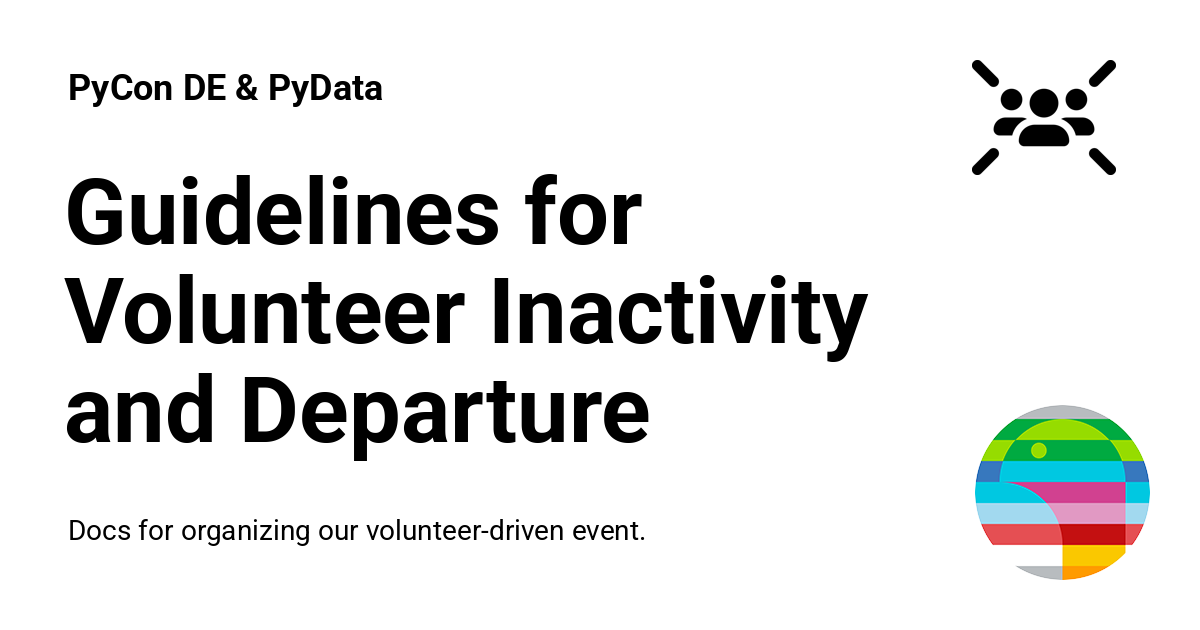 PyCon DE & PyData
Guidelines for
Volunteer Inactivity
and Departure
Docs for organizing our volunteer-driven event.